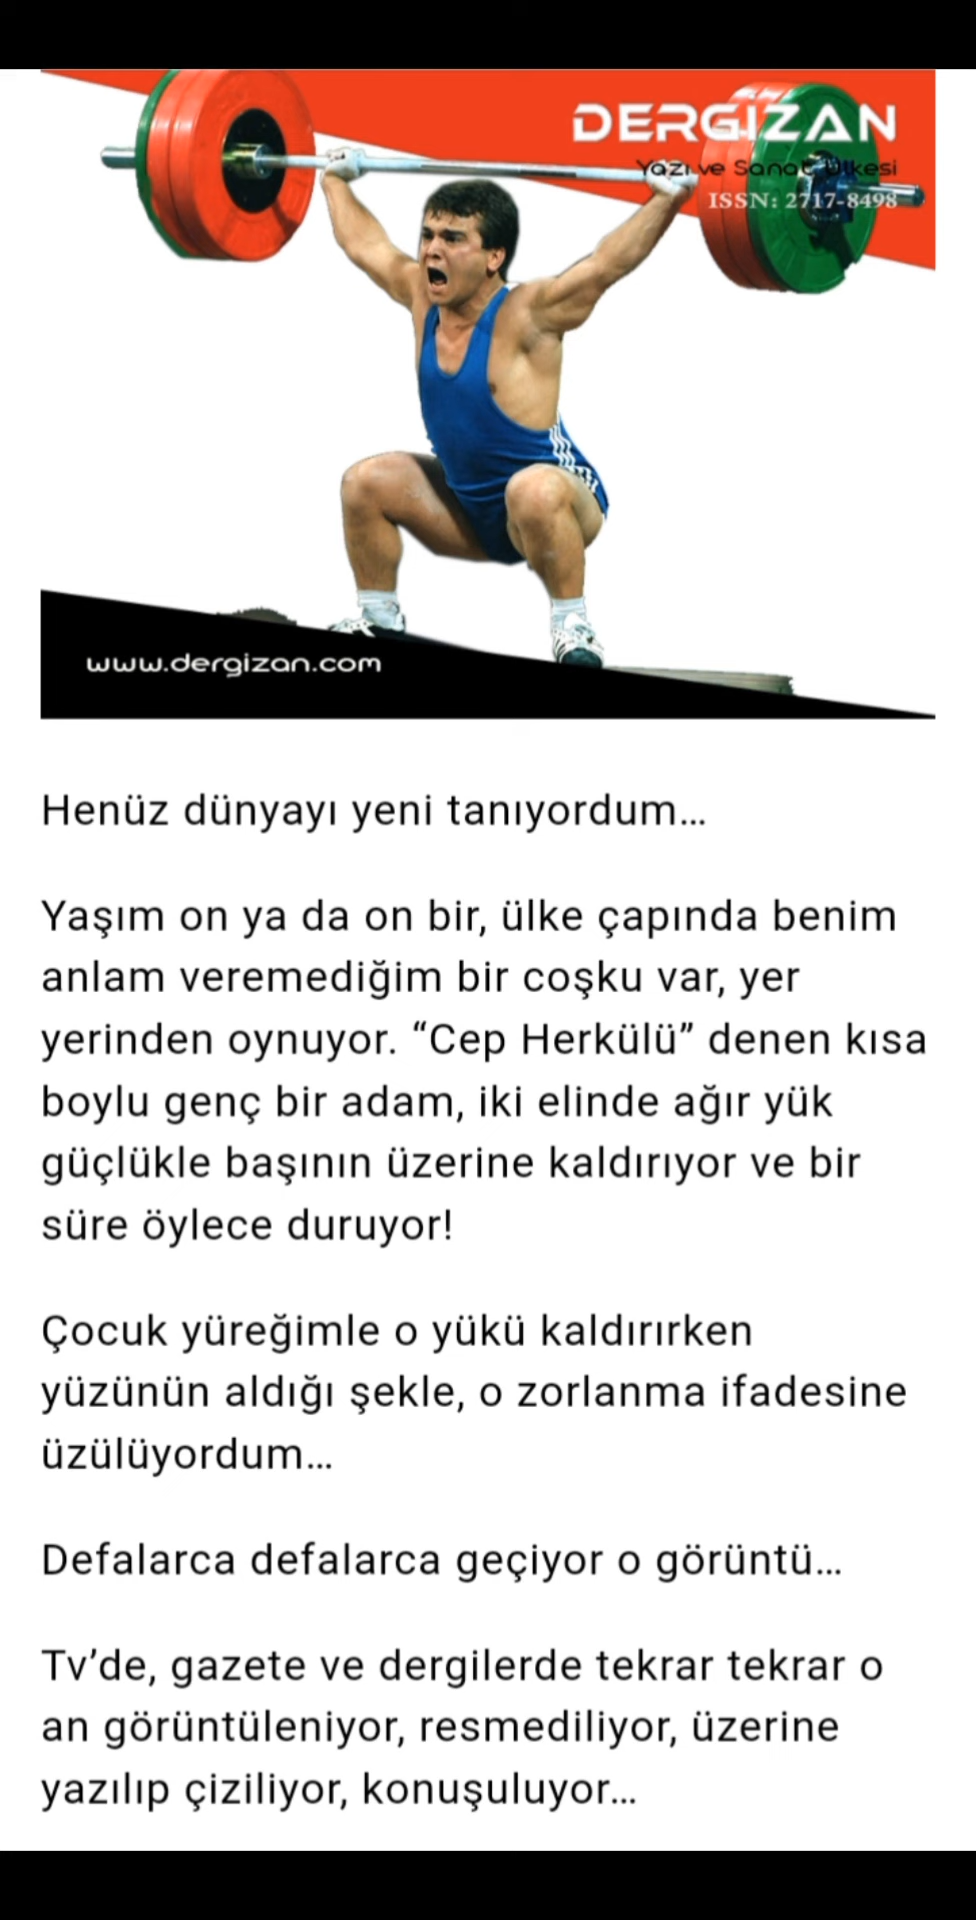 DERGİZAN
Yazı ve Sanat Ülkesi
ISSN: 2717-8498
www.dergizan.com
Henüz dünyayı yeni tanıyordum…
Yaşım on ya da on bir, ülke çapında benim
anlam veremediğim bir coşku var, yer
yerinden oynuyor. “Cep Herkülü” denen kısa
boylu genç bir adam, iki elinde ağır yük
güçlükle başının üzerine kaldırıyor ve bir
süre öylece duruyor!
Çocuk yüreğimle o yükü kaldırırken
yüzünün aldığı şekle, o zorlanma ifadesine
üzülüyordum…
Defalarca defalarca geçiyor o görüntü…
Tv’de, gazete ve dergilerde tekrar tekrar o
an görüntüleniyor, resmediliyor, üzerine
yazılıp çiziliyor, konuşuluyor…